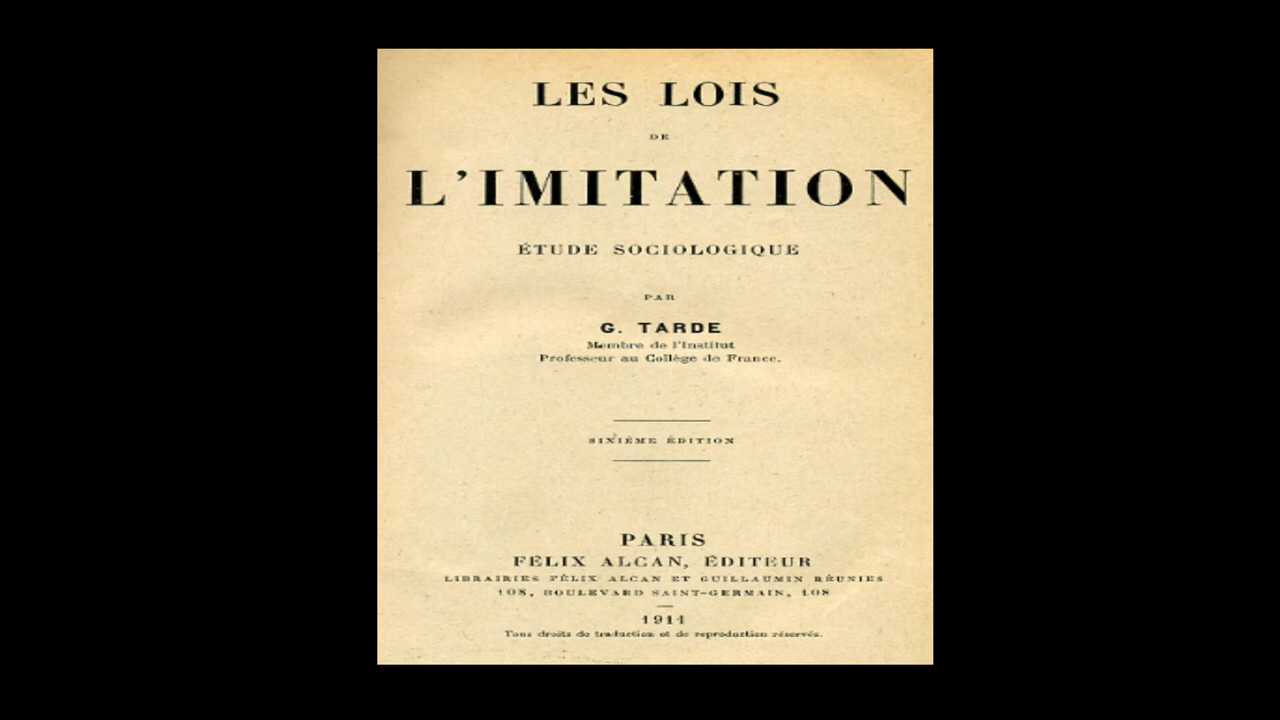 LES LOIS
DE
L'IMITATION
ÉTUDE SOCIOLOGIQUE
PAR
G. TARDE
Membre de l'Institut
Professeur au Collège de France.
SIXIÈME ÉDITION
PARIS
FÉLIX ALCAN, ÉDITEUR
LIBRAIRIES FÉLIX ALCAN ET GUILLAUMIN RÉUNIES
108, BOULEVARD SAINT-GERMAIN, 108
1911
Tous droits de traduction et de reproduction réservés.